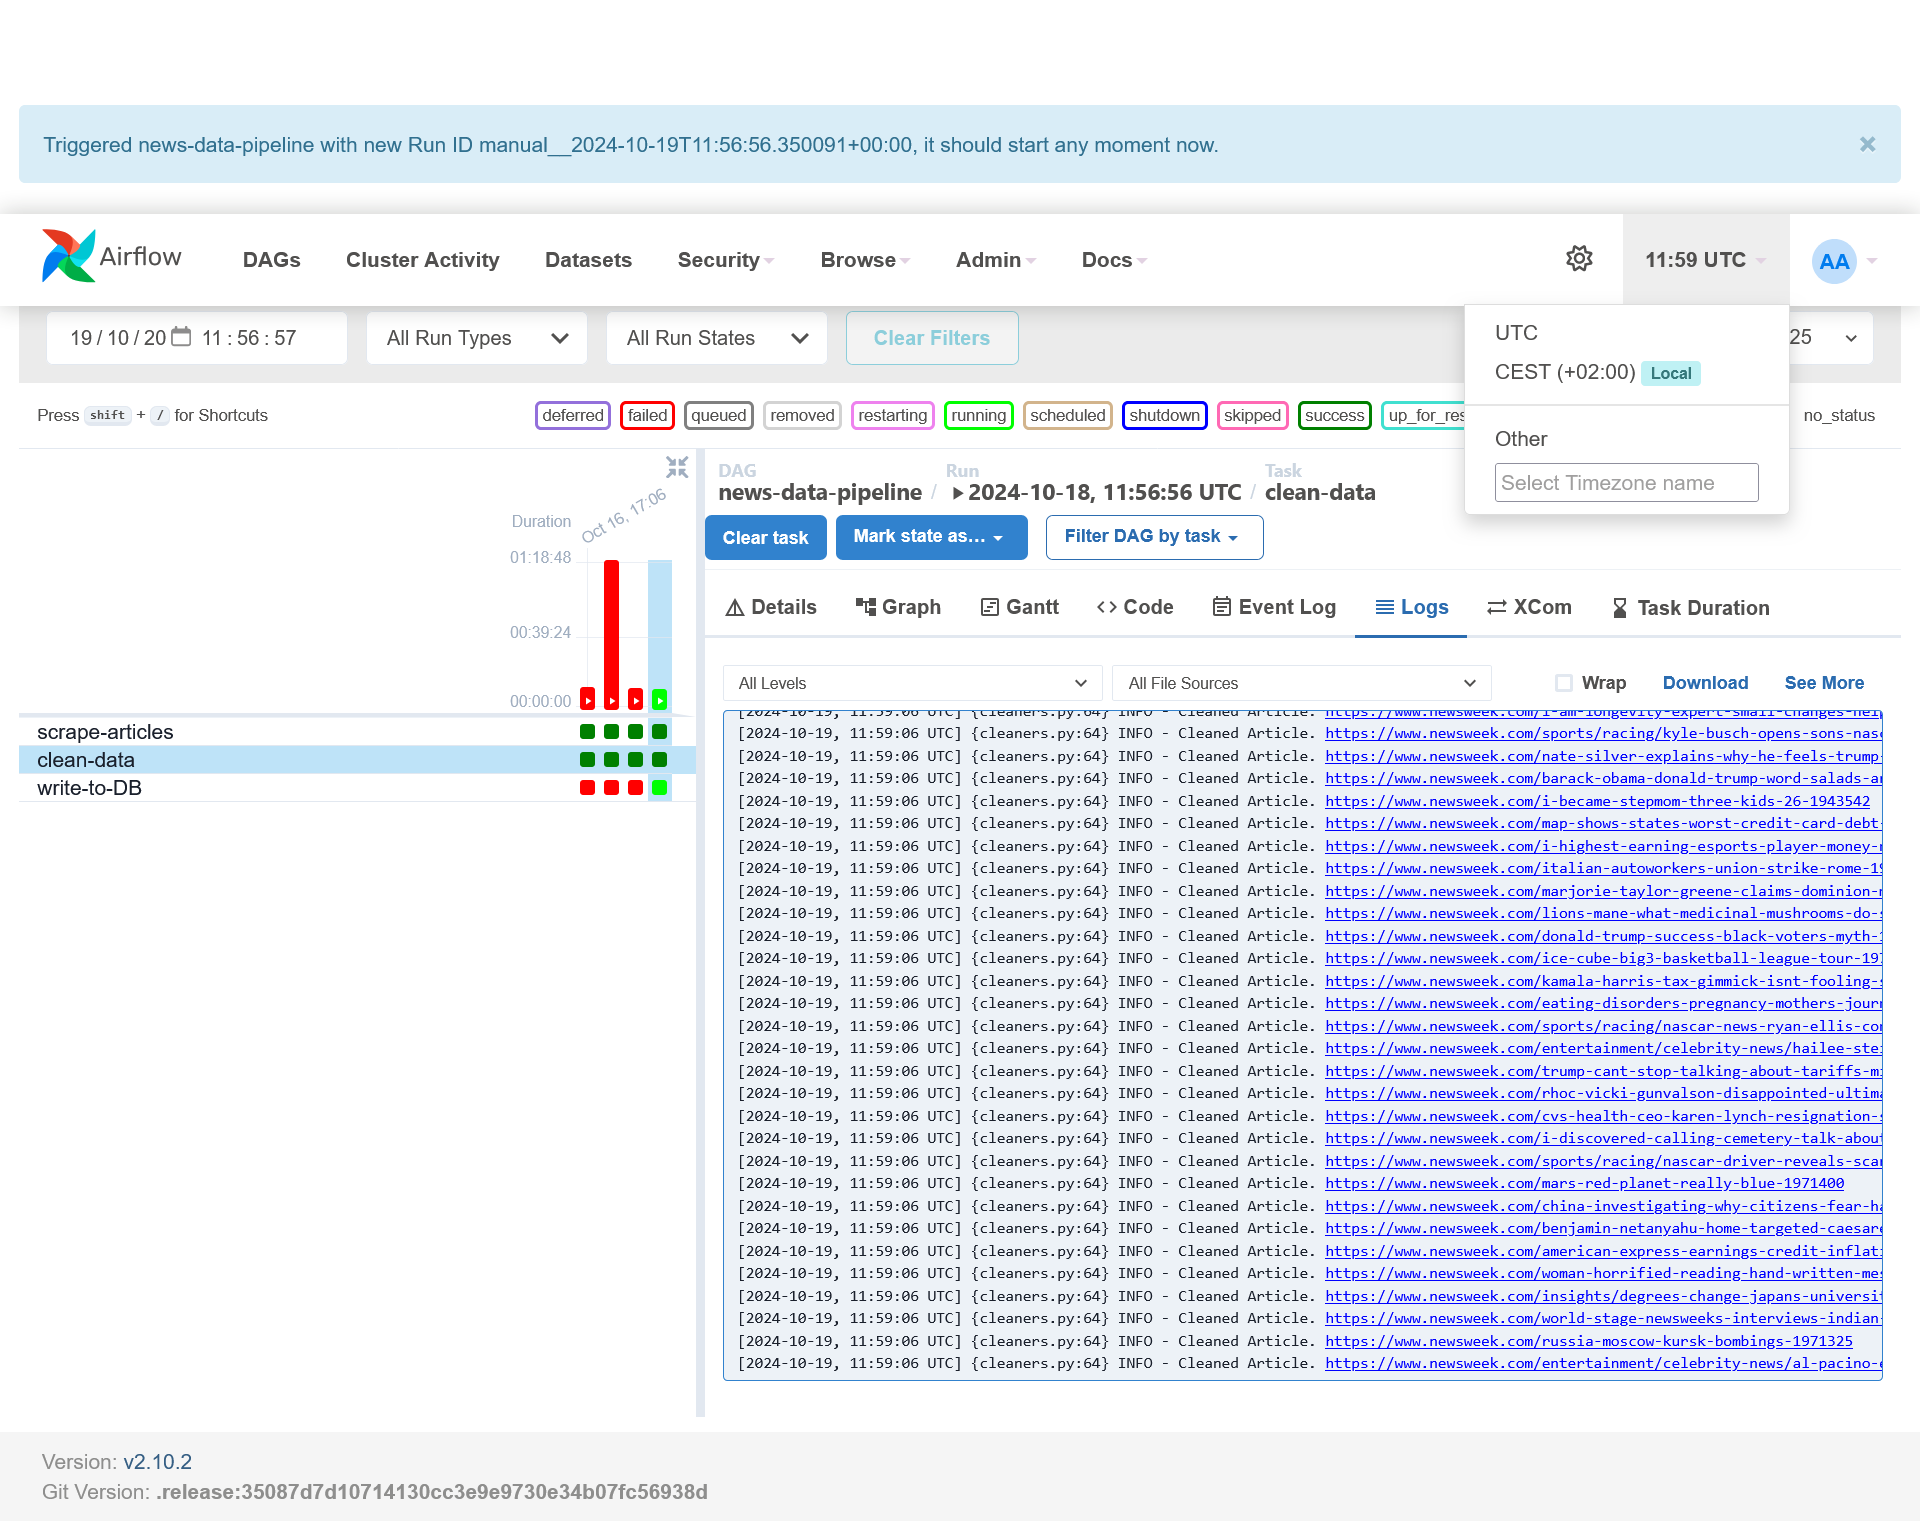 Triggered news-data-pipeline with new Run ID manual__2024-10-19T11:56:56.350091+00:00, it should start any moment now.
×
Airflow DAGs Cluster Activity Datasets Security Browse Admin Docs 11:59 UTC AA
19 / 10 / 20 11 : 56 : 57 All Run Types All Run States Clear Filters 25
UTC
CEST (+02:00) Local
Other
Select Timezone name
Press shift + / for Shortcuts deferred failed queued removed restarting running scheduled shutdown skipped success up_for_res no_status
Duration
Oct 16, 17:06
01:18:48
00:39:24
00:00:00
scrape-articles
clean-data
write-to-DB
DAG Run Task
news-data-pipeline / 2024-10-18, 11:56:56 UTC / clean-data
Clear task Mark state as... Filter DAG by task
Details Graph Gantt Code Event Log Logs XCom Task Duration
All Levels All File Sources Wrap Download See More
[2024-10-19, 11:59:06 UTC] {cleaners.py:64} INFO - Cleaned Article. https://www.newsweek.com/i-am-longevity-expert-small-changes-help
[2024-10-19, 11:59:06 UTC] {cleaners.py:64} INFO - Cleaned Article. https://www.newsweek.com/sports/racing/kyle-busch-opens-sons-nasc
[2024-10-19, 11:59:06 UTC] {cleaners.py:64} INFO - Cleaned Article. https://www.newsweek.com/nate-silver-explains-why-he-feels-trump-
[2024-10-19, 11:59:06 UTC] {cleaners.py:64} INFO - Cleaned Article. https://www.newsweek.com/barack-obama-donald-trump-word-salads-an
[2024-10-19, 11:59:06 UTC] {cleaners.py:64} INFO - Cleaned Article. https://www.newsweek.com/i-became-stepmom-three-kids-26-1943542
[2024-10-19, 11:59:06 UTC] {cleaners.py:64} INFO - Cleaned Article. https://www.newsweek.com/map-shows-states-worst-credit-card-debt-
[2024-10-19, 11:59:06 UTC] {cleaners.py:64} INFO - Cleaned Article. https://www.newsweek.com/i-highest-earning-esports-player-money-n
[2024-10-19, 11:59:06 UTC] {cleaners.py:64} INFO - Cleaned Article. https://www.newsweek.com/italian-autoworkers-union-strike-rome-19
[2024-10-19, 11:59:06 UTC] {cleaners.py:64} INFO - Cleaned Article. https://www.newsweek.com/marjorie-taylor-greene-claims-dominion-m
[2024-10-19, 11:59:06 UTC] {cleaners.py:64} INFO - Cleaned Article. https://www.newsweek.com/lions-mane-what-medicinal-mushrooms-do-s
[2024-10-19, 11:59:06 UTC] {cleaners.py:64} INFO - Cleaned Article. https://www.newsweek.com/donald-trump-success-black-voters-myth-1
[2024-10-19, 11:59:06 UTC] {cleaners.py:64} INFO - Cleaned Article. https://www.newsweek.com/ice-cube-big3-basketball-league-tour-197
[2024-10-19, 11:59:06 UTC] {cleaners.py:64} INFO - Cleaned Article. https://www.newsweek.com/kamala-harris-tax-gimmick-isnt-fooling-s
[2024-10-19, 11:59:06 UTC] {cleaners.py:64} INFO - Cleaned Article. https://www.newsweek.com/eating-disorders-pregnancy-mothers-journ
[2024-10-19, 11:59:06 UTC] {cleaners.py:64} INFO - Cleaned Article. https://www.newsweek.com/sports/racing/nascar-news-ryan-ellis-con
[2024-10-19, 11:59:06 UTC] {cleaners.py:64} INFO - Cleaned Article. https://www.newsweek.com/entertainment/celebrity-news/hailee-stei
[2024-10-19, 11:59:06 UTC] {cleaners.py:64} INFO - Cleaned Article. https://www.newsweek.com/trump-cant-stop-talking-about-tariffs-mi
[2024-10-19, 11:59:06 UTC] {cleaners.py:64} INFO - Cleaned Article. https://www.newsweek.com/rhoc-vicki-gunvalson-disappointed-ultima
[2024-10-19, 11:59:06 UTC] {cleaners.py:64} INFO - Cleaned Article. https://www.newsweek.com/cvs-health-ceo-karen-lynch-resignation-s
[2024-10-19, 11:59:06 UTC] {cleaners.py:64} INFO - Cleaned Article. https://www.newsweek.com/i-discovered-calling-cemetery-talk-about
[2024-10-19, 11:59:06 UTC] {cleaners.py:64} INFO - Cleaned Article. https://www.newsweek.com/sports/racing/nascar-driver-reveals-scar
[2024-10-19, 11:59:06 UTC] {cleaners.py:64} INFO - Cleaned Article. https://www.newsweek.com/mars-red-planet-really-blue-1971400
[2024-10-19, 11:59:06 UTC] {cleaners.py:64} INFO - Cleaned Article. https://www.newsweek.com/china-investigating-why-citizens-fear-ha
[2024-10-19, 11:59:06 UTC] {cleaners.py:64} INFO - Cleaned Article. https://www.newsweek.com/benjamin-netanyahu-home-targeted-caesare
[2024-10-19, 11:59:06 UTC] {cleaners.py:64} INFO - Cleaned Article. https://www.newsweek.com/american-express-earnings-credit-inflati
[2024-10-19, 11:59:06 UTC] {cleaners.py:64} INFO - Cleaned Article. https://www.newsweek.com/woman-horrified-reading-hand-written-mes
[2024-10-19, 11:59:06 UTC] {cleaners.py:64} INFO - Cleaned Article. https://www.newsweek.com/insights/degrees-change-japans-universit
[2024-10-19, 11:59:06 UTC] {cleaners.py:64} INFO - Cleaned Article. https://www.newsweek.com/world-stage-newsweeks-interviews-indian-
[2024-10-19, 11:59:06 UTC] {cleaners.py:64} INFO - Cleaned Article. https://www.newsweek.com/russia-moscow-kursk-bombings-1971325
[2024-10-19, 11:59:06 UTC] {cleaners.py:64} INFO - Cleaned Article. https://www.newsweek.com/entertainment/celebrity-news/al-pacino-e
Version: v2.10.2
Git Version: .release:35087d7d10714130cc3e9e9730e34b07fc56938d